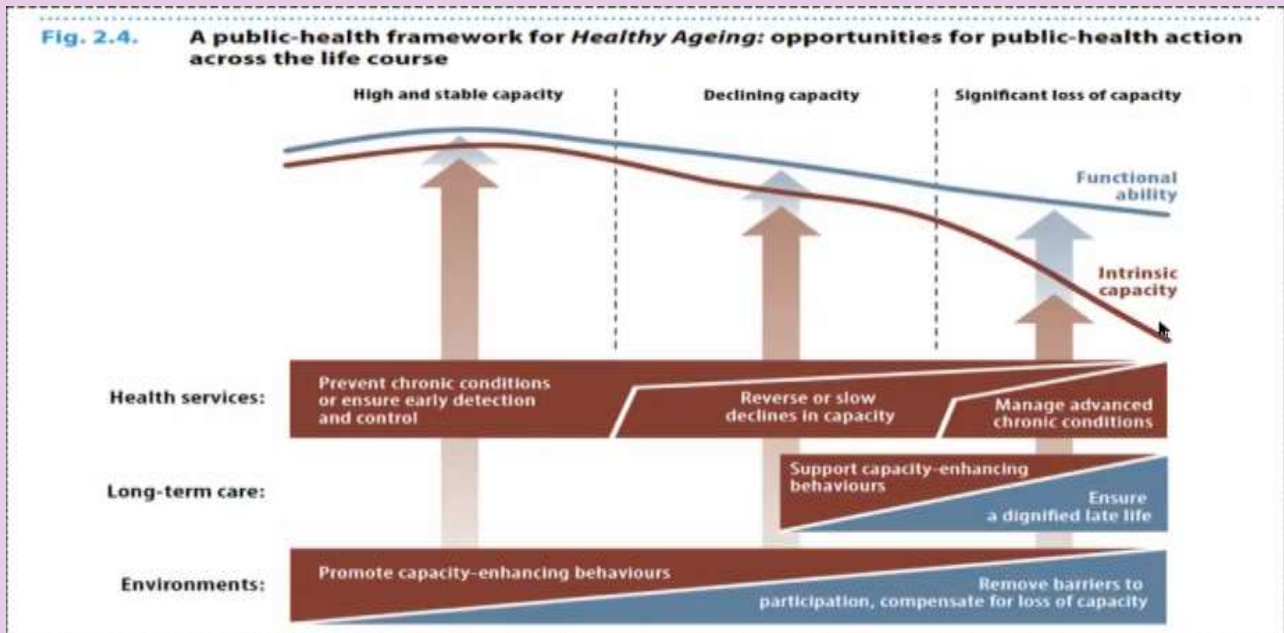 Fig. 2.4. A public-health framework for Healthy Ageing: opportunities for public-health action
across the life course
High and stable capacity
Declining capacity
Significant loss of capacity
Functional
ability
Intrinsic
capacity
Health services:
Prevent chronic conditions
or ensure early detection
and control
Reverse or slow
declines in capacity
Manage advanced
chronic conditions
Long-term care:
Support capacity-enhancing
behaviours
Ensure
a dignified late life
Environments:
Promote capacity-enhancing behaviours
Remove barriers to
participation, compensate for loss of capacity